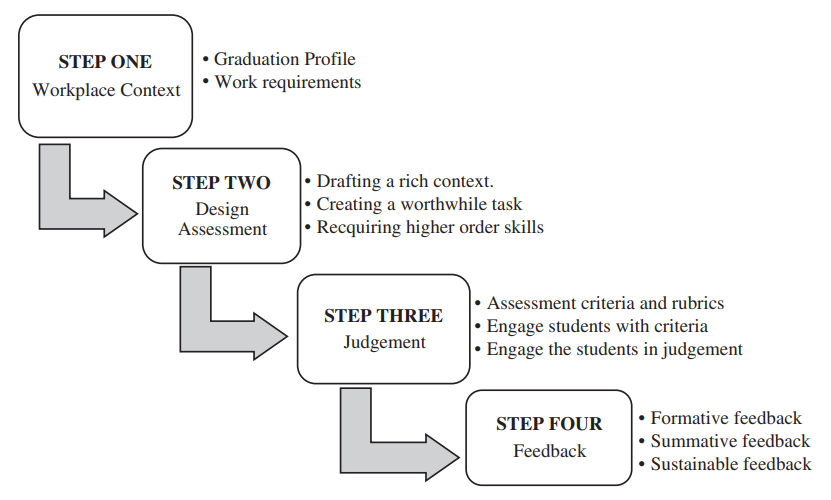 STEP ONE
Workplace Context
• Graduation Profile
• Work requirements
STEP TWO
Design
Assessment
• Drafting a rich context.
• Creating a worthwhile task
• Recquiring higher order skills
STEP THREE
Judgement
• Assessment criteria and rubrics
• Engage students with criteria
• Engage the students in judgement
STEP FOUR
Feedback
• Formative feedback
• Summative feedback
• Sustainable feedback